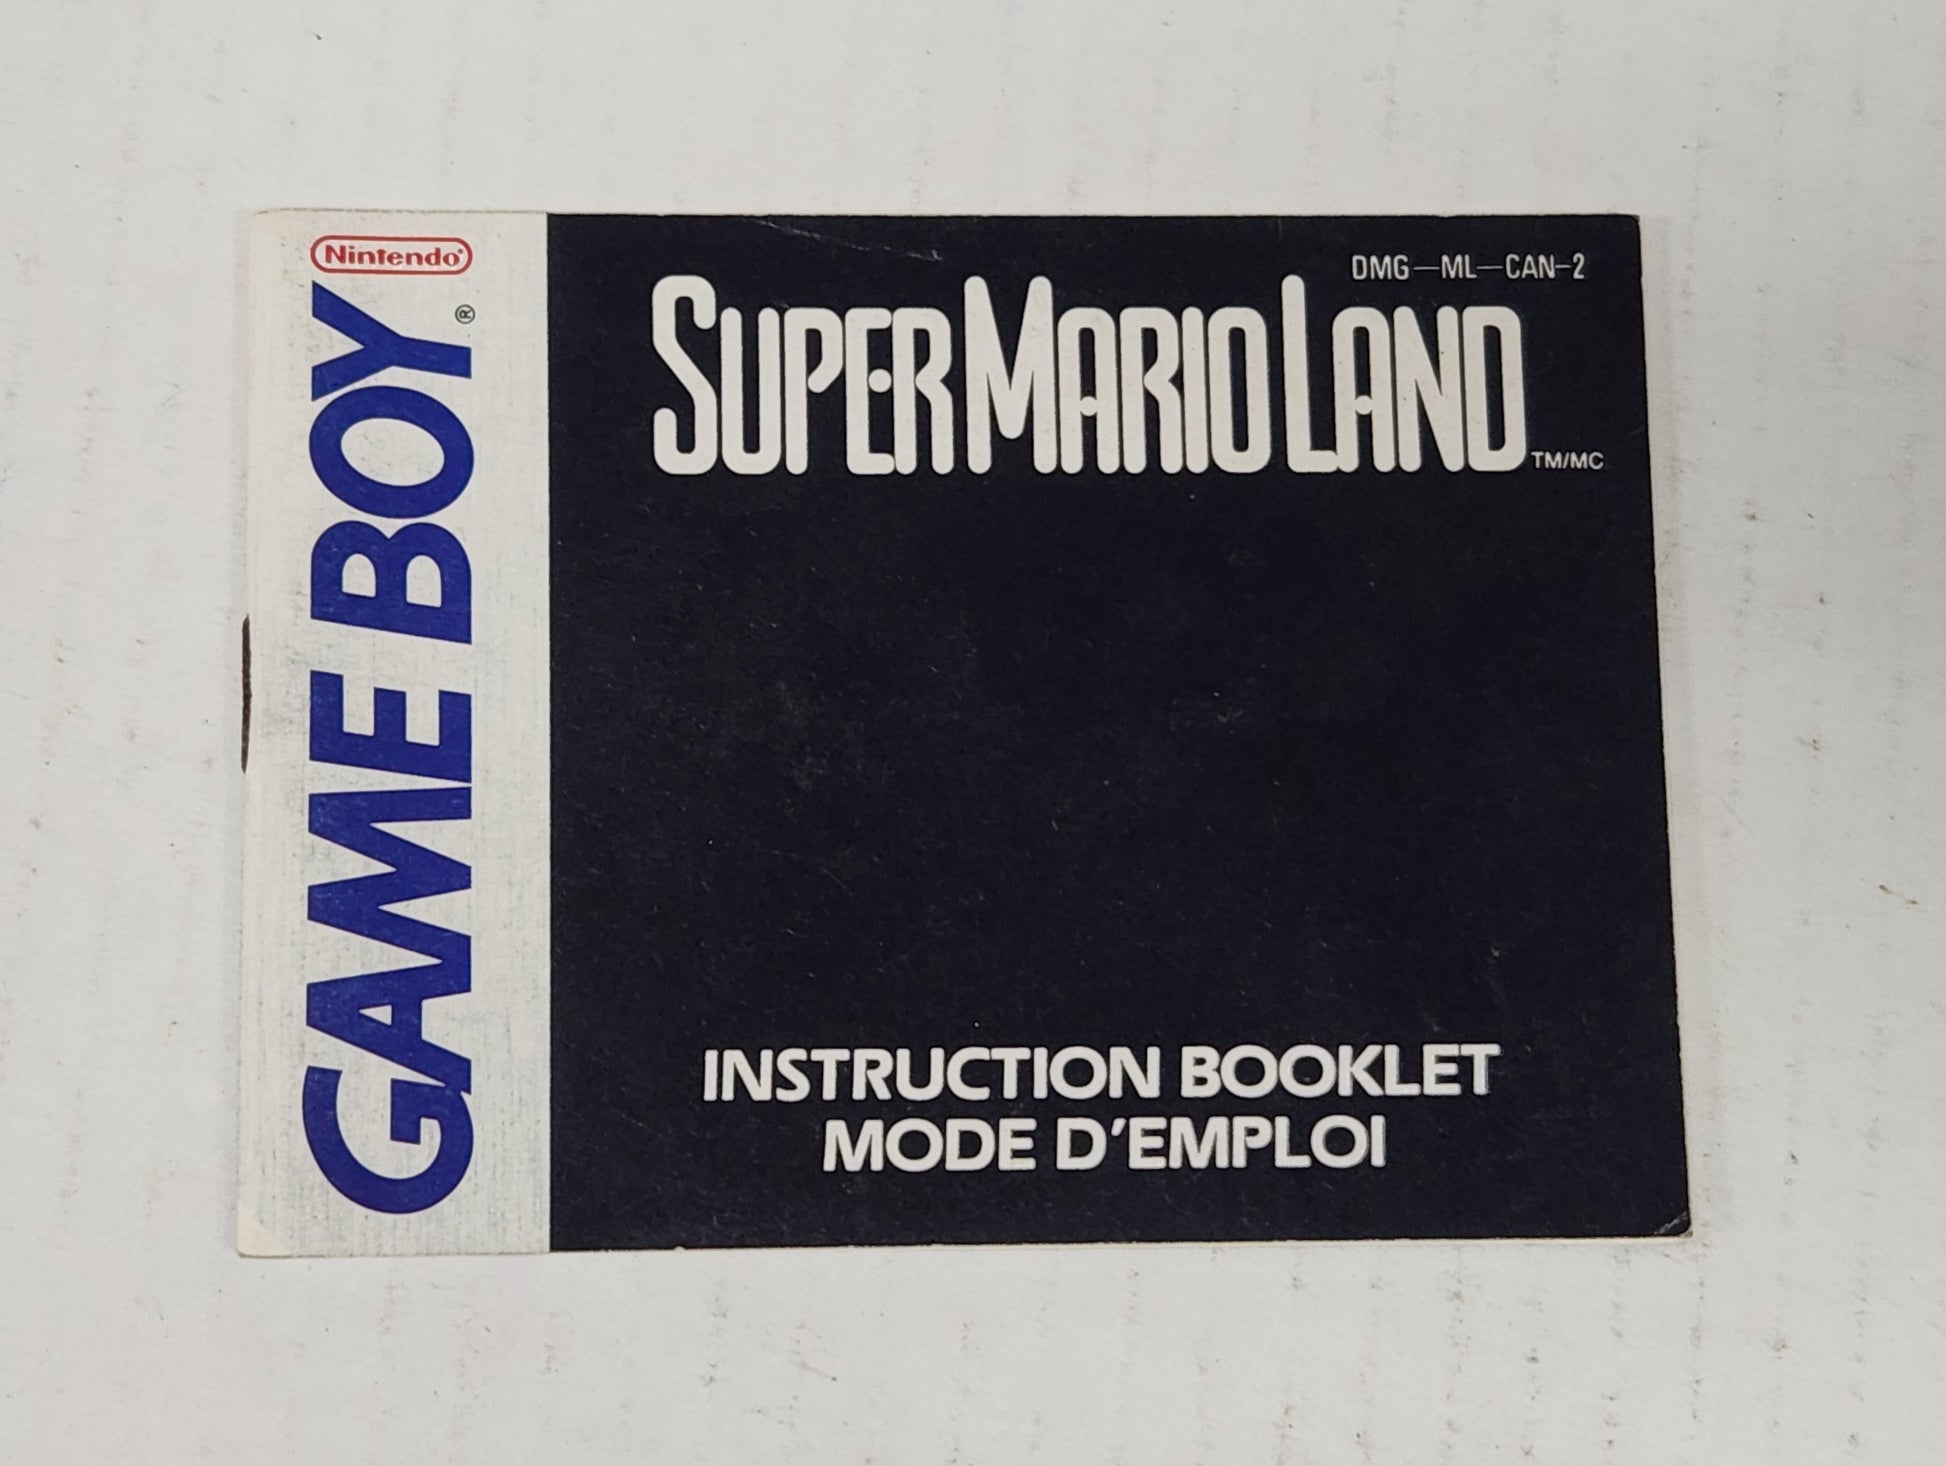 Nintendo®
GAME BOY®
DMG—ML—CAN-2
SUPER MARIO LAND TM/MC
INSTRUCTION BOOKLET
MODE D'EMPLOI